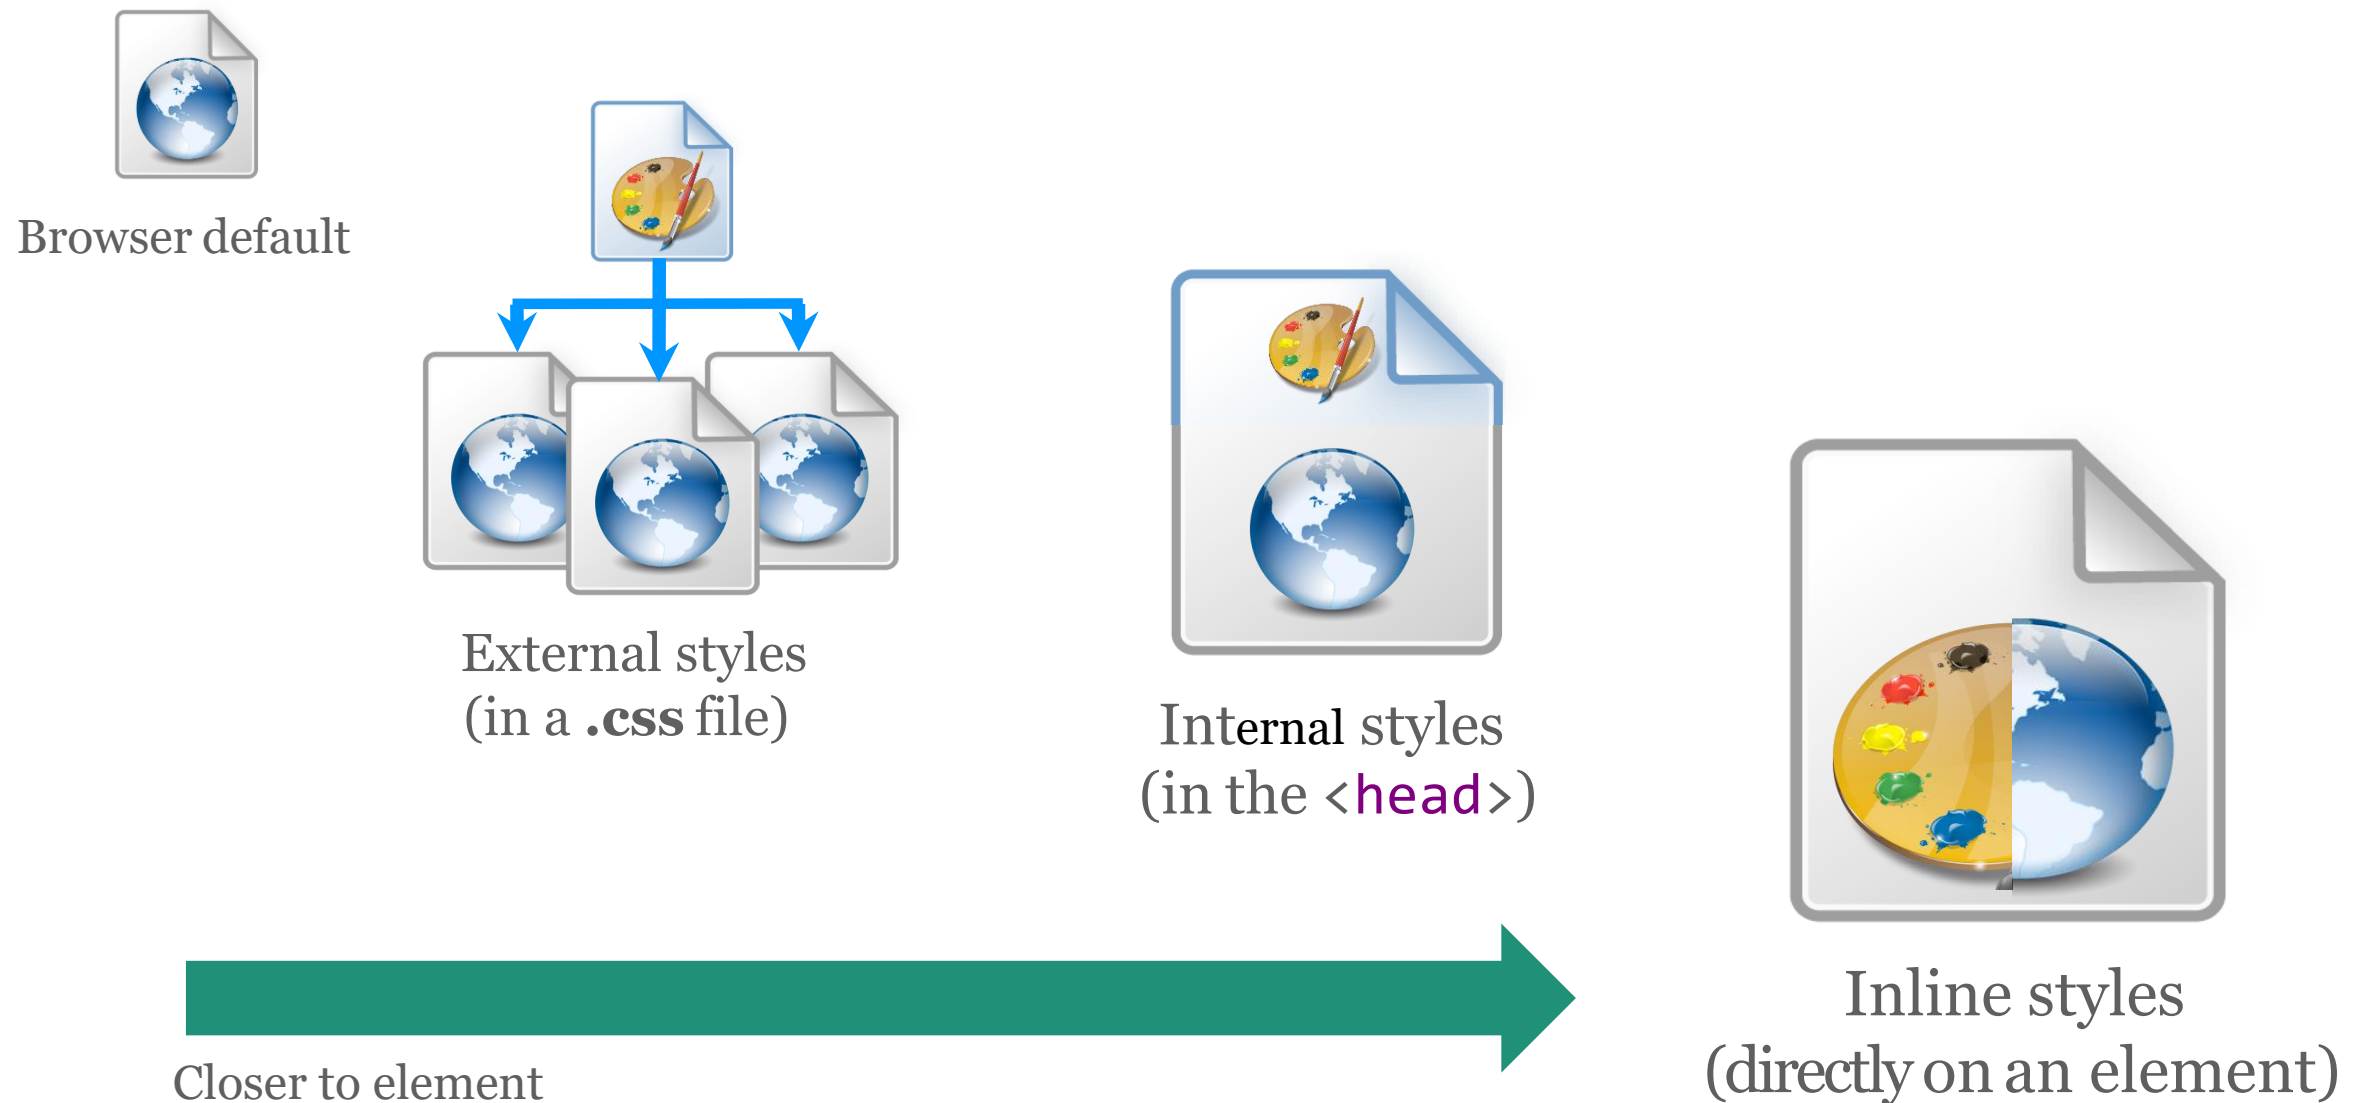 Browser default
External styles
(in a .css file)
Internal styles
(in the <head>)
Inline styles
(directly on an element)
Closer to element